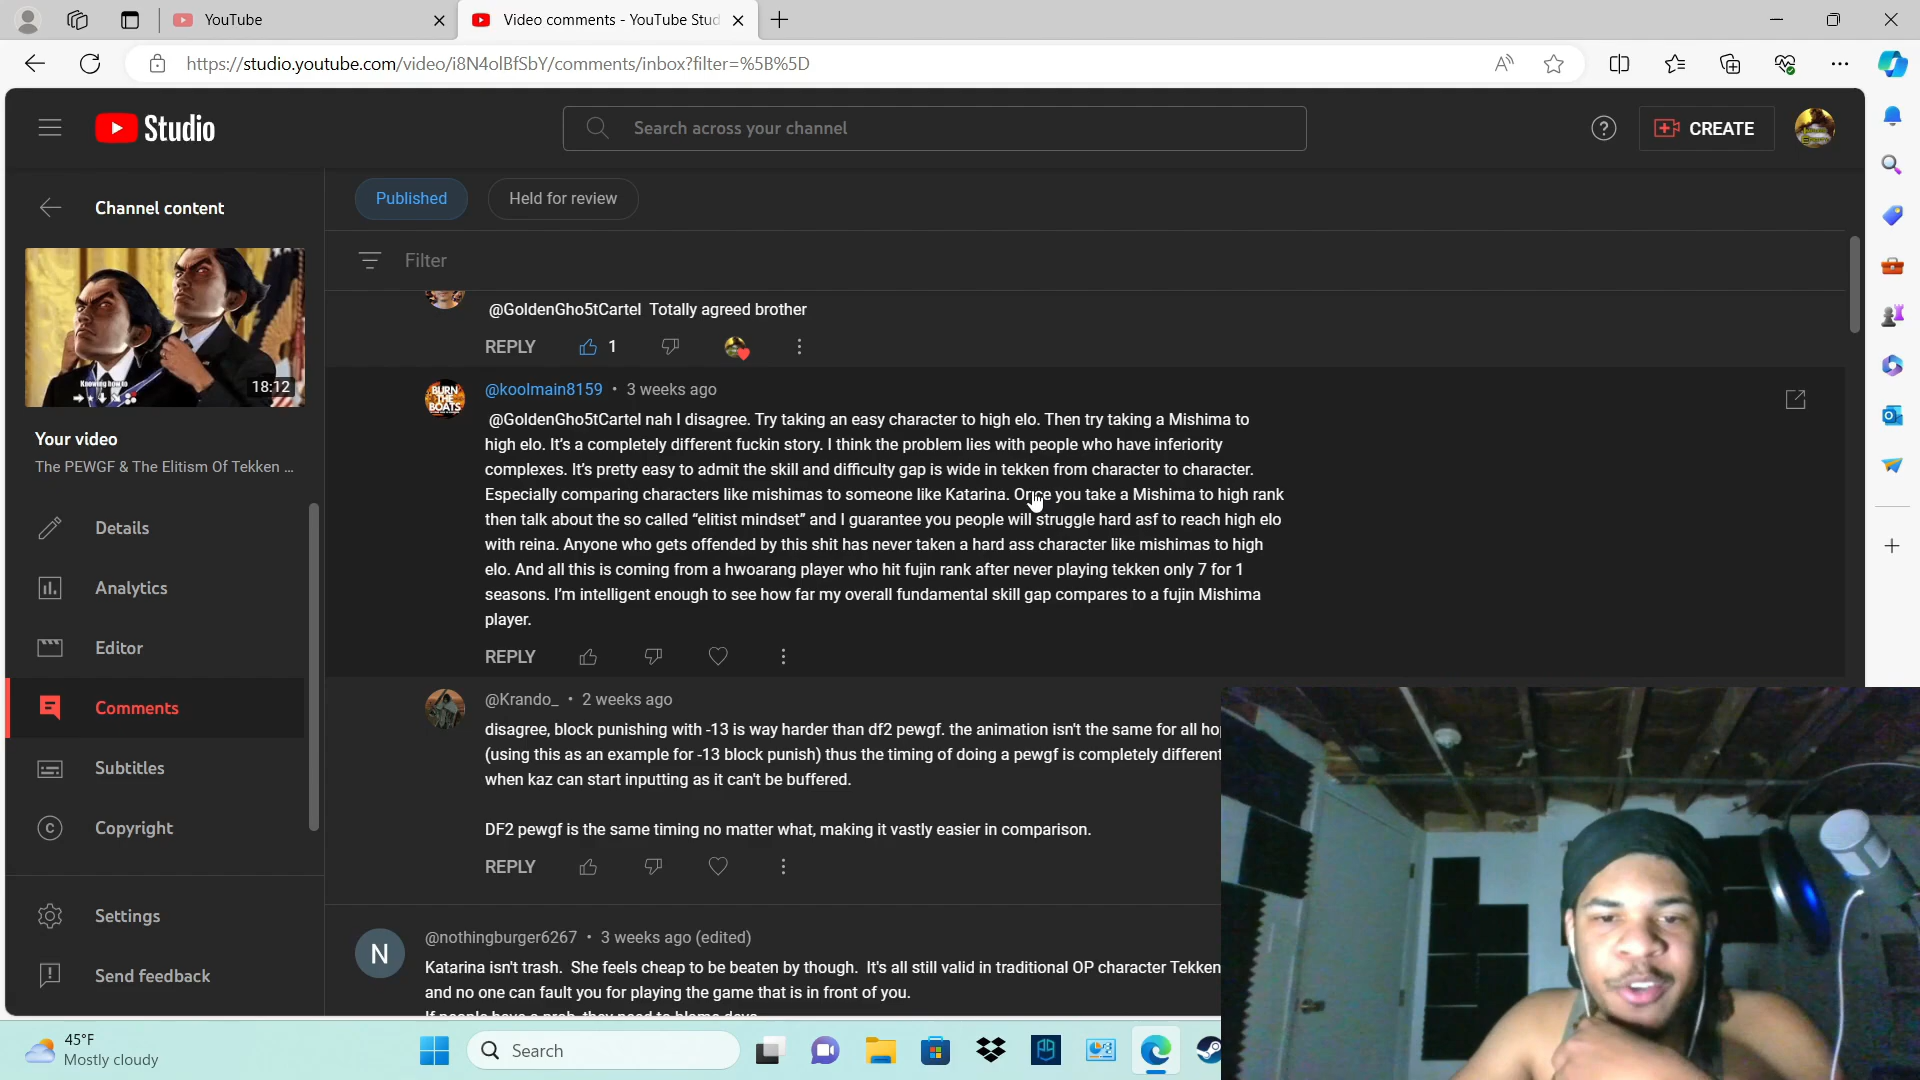 YouTube
Video comments - YouTube Stud
https://studio.youtube.com/video/i8N4olBfSbY/comments/inbox?filter=%5B%5D
Studio
Search across your channel
CREATE
Channel content
Published
Held for review
Filter
Knowing how to
18:12
Your video
The PEWGF & The Elitism Of Tekken ...
Details
Analytics
Editor
Comments
Subtitles
Copyright
Settings
Send feedback
@GoldenGho5tCartel Totally agreed brother
REPLY 1
BURN THE BOATS
@koolmain8159 • 3 weeks ago
@GoldenGho5tCartel nah I disagree. Try taking an easy character to high elo. Then try taking a Mishima to
high elo. It's a completely different fuckin story. I think the problem lies with people who have inferiority
complexes. It's pretty easy to admit the skill and difficulty gap is wide in tekken from character to character.
Especially comparing characters like mishimas to someone like Katarina. Once you take a Mishima to high rank
then talk about the so called “elitist mindset” and I guarantee you people will struggle hard asf to reach high elo
with reina. Anyone who gets offended by this shit has never taken a hard ass character like mishimas to high
elo. And all this is coming from a hwoarang player who hit fujin rank after never playing tekken only 7 for 1
seasons. I'm intelligent enough to see how far my overall fundamental skill gap compares to a fujin Mishima
player.
REPLY
@Krando_ • 2 weeks ago
disagree, block punishing with -13 is way harder than df2 pewgf. the animation isn't the same for all ho
(using this as an example for -13 block punish) thus the timing of doing a pewgf is completely different
when kaz can start inputting as it can't be buffered.
DF2 pewgf is the same timing no matter what, making it vastly easier in comparison.
REPLY
N
@nothingburger6267 • 3 weeks ago (edited)
Katarina isn't trash. She feels cheap to be beaten by though. It's all still valid in traditional OP character Tekken
and no one can fault you for playing the game that is in front of you.
45°F
Mostly cloudy
Search